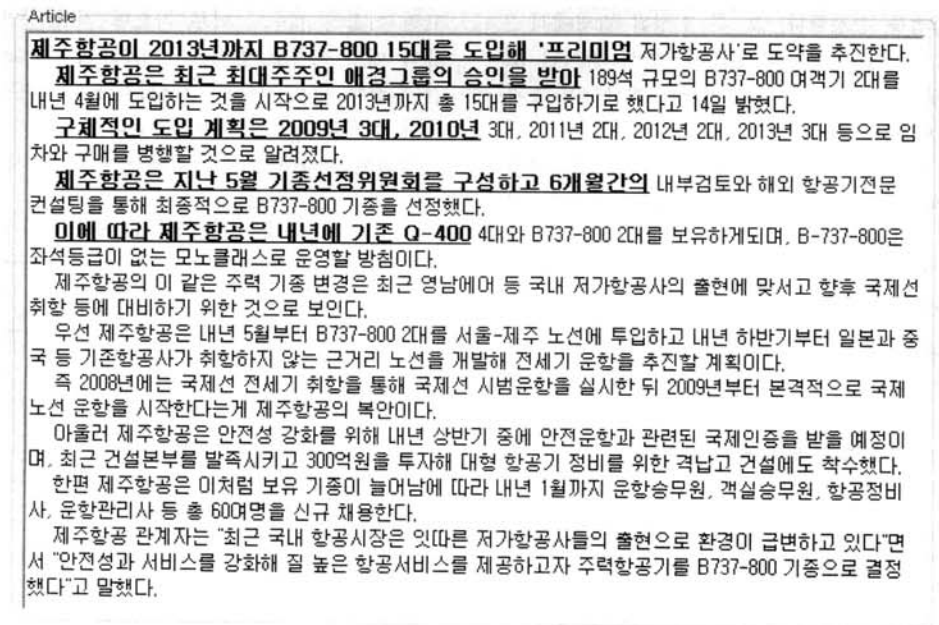 Article
제주항공이 2013년까지 B737-800 15대를 도입해 '프리미엄 저가항공사'로 도약을 추진한다.
제주항공은 최근 최대주주인 애경그룹의 승인을 받아 189석 규모의 B737-800 여객기 2대를
내년 4월에 도입하는 것을 시작으로 2013년까지 총 15대를 구입하기로 했다고 14일 밝혔다.
구체적인 도입 계획은 2009년 3대, 2010년 3대, 2011년 2대, 2012년 2대, 2013년 3대 등으로 임
차와 구매를 병행할 것으로 알려졌다.
제주항공은 지난 5월 기종선정위원회를 구성하고 6개월간의 내부검토와 해외 항공기전문
컨설팅을 통해 최종적으로 B737-800 기종을 선정했다.
이에 따라 제주항공은 내년에 기존 Q-400 4대와 B737-800 2대를 보유하게되며, B-737-800은
좌석등급이 없는 모노클래스로 운영할 방침이다.
제주항공의 이 같은 주력 기종 변경은 최근 영남에어 등 국내 저가항공사의 출현에 맞서고 향후 국제선
취항 등에 대비하기 위한 것으로 보인다.
우선 제주항공은 내년 5월부터 B737-800 2대를 서울-제주 노선에 투입하고 내년 하반기부터 일본과 중
국 등 기존항공사가 취항하지 않는 근거리 노선을 개발해 전세기 운항을 추진할 계획이다.
즉 2008년에는 국제선 전세기 취항을 통해 국제선 시범운항을 실시한 뒤 2009년부터 본격적으로 국제
노선 운항을 시작한다는게 제주항공의 복안이다.
아울러 제주항공은 안전성 강화를 위해 내년 상반기 중에 안전운항과 관련된 국제인증을 받을 예정이
며, 최근 건설본부를 발족시키고 300억원을 투자해 대형 항공기 정비를 위한 격납고 건설에도 착수했다.
한편 제주항공은 이처럼 보유 기종이 늘어남에 따라 내년 1월까지 운항승무원, 객실승무원, 항공정비
사, 운항관리사 등 총 600여명을 신규 채용한다.
제주항공 관계자는 "최근 국내 항공시장은 잇따른 저가항공사들의 출현으로 환경이 급변하고 있다"면
서 "안전성과 서비스를 강화해 질 높은 항공서비스를 제공하고자 주력항공기를 B737-800 기종으로 결정
했다"고 말했다.